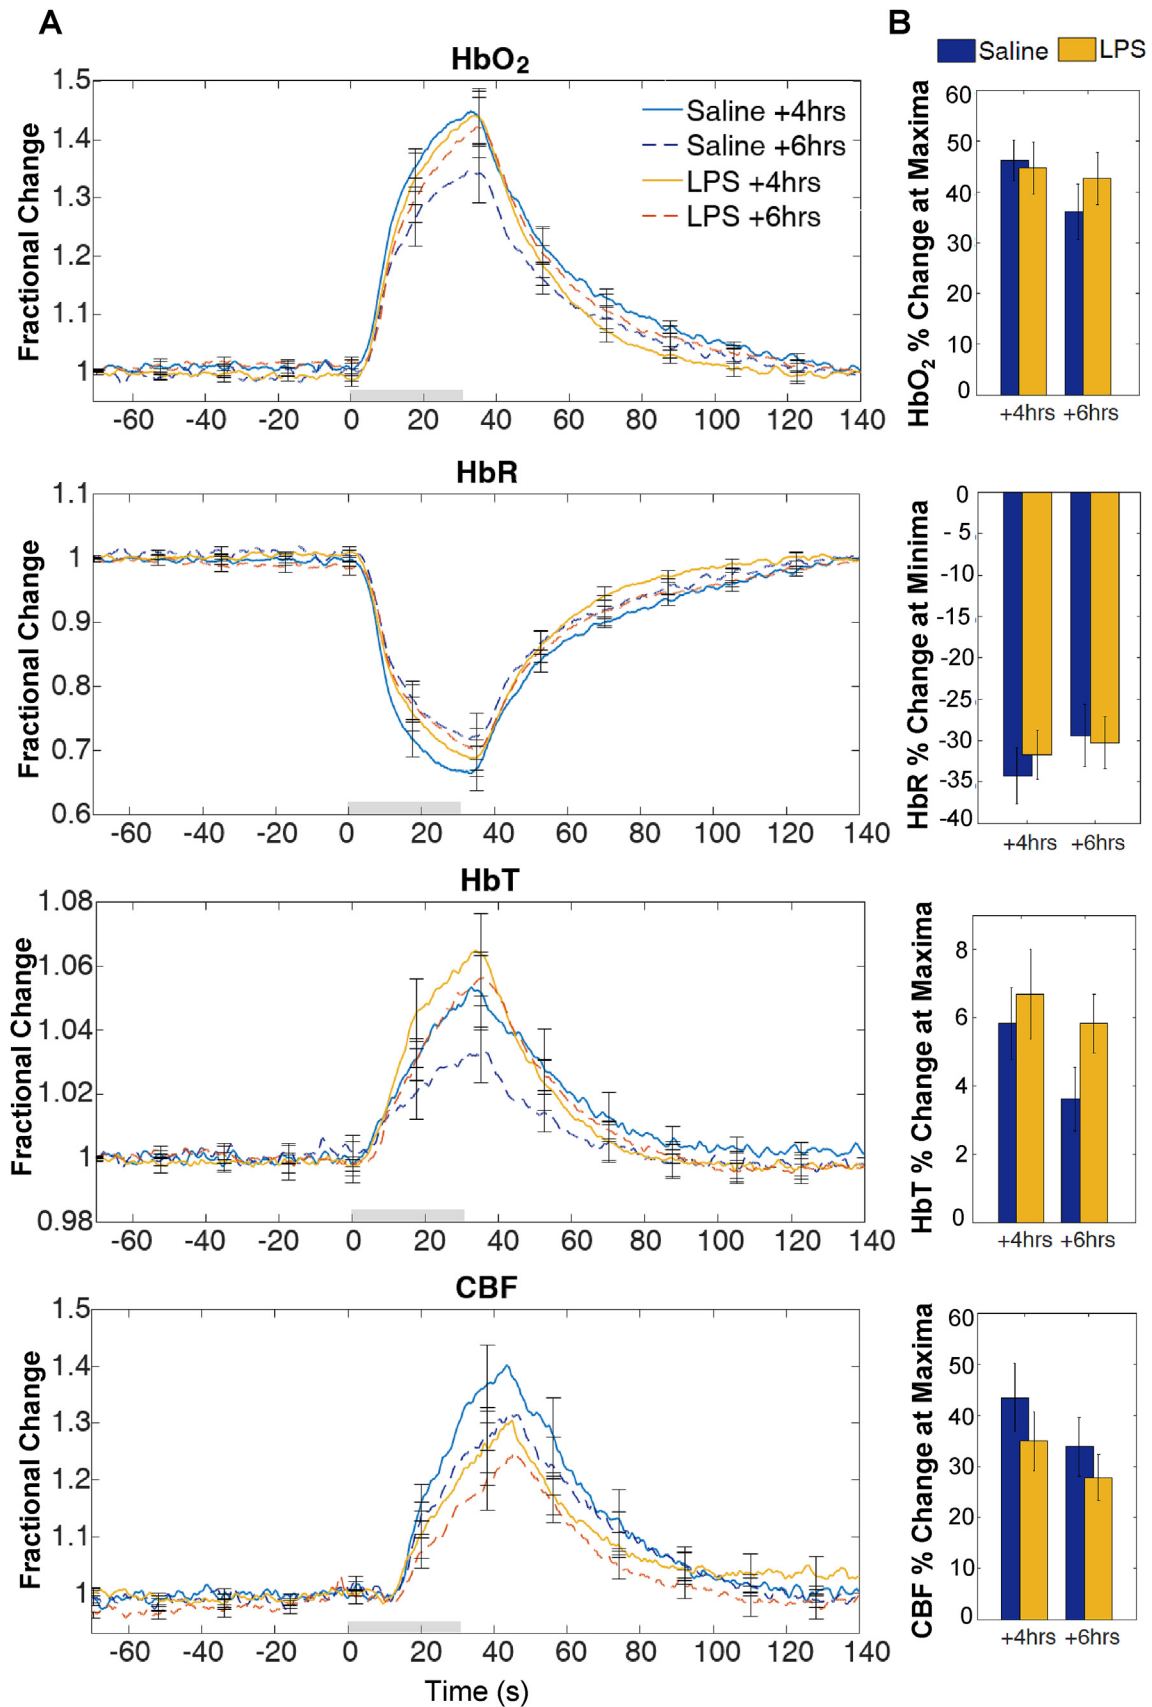 A
B
HbO2
Saline LPS
Fractional Change
1.5
1.4
1.3
1.2
1.1
1
Saline +4hrs
Saline +6hrs
LPS +4hrs
LPS +6hrs
-60 -40 -20 0 20 40 60 80 100 120 140
HbO2 % Change at Maxima
60
50
40
30
20
10
0
+4hrs +6hrs
HbR
Fractional Change
1.1
1
0.9
0.8
0.7
0.6
-60 -40 -20 0 20 40 60 80 100 120 140
HbR % Change at Minima
0
- 5
-10
-15
-20
-25
-30
-35
-40
+4hrs +6hrs
HbT
Fractional Change
1.08
1.06
1.04
1.02
1
0.98
-60 -40 -20 0 20 40 60 80 100 120 140
HbT % Change at Maxima
8
6
4
2
0
+4hrs +6hrs
CBF
Fractional Change
1.5
1.4
1.3
1.2
1.1
1
-60 -40 -20 0 20 40 60 80 100 120 140
Time (s)
CBF % Change at Maxima
60
50
40
30
20
10
0
+4hrs +6hrs